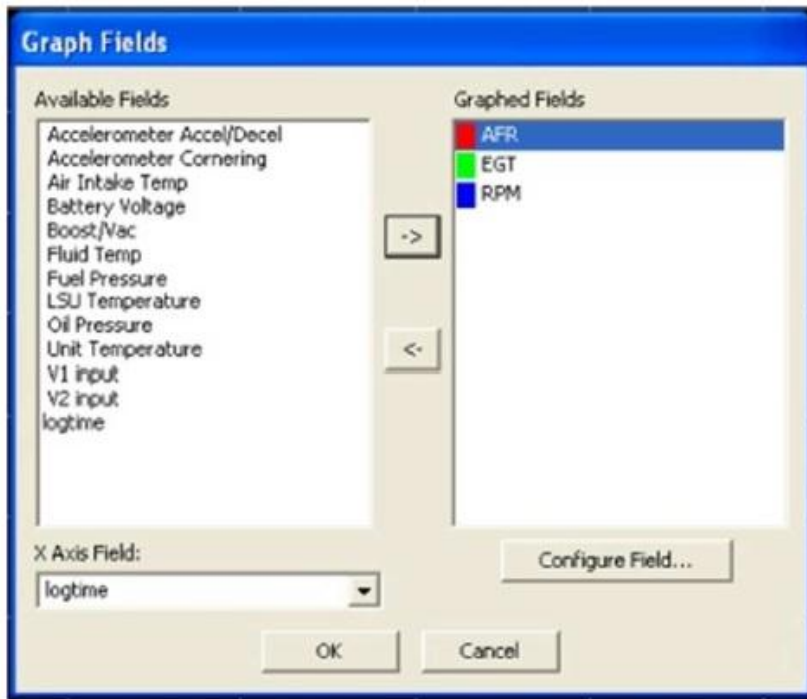 Graph Fields
Available Fields
Accelerometer Accel/Decel
Accelerometer Cornering
Air Intake Temp
Battery Voltage
Boost/Vac
Fluid Temp
Fuel Pressure
LSU Temperature
Oil Pressure
Unit Temperature
V1 input
V2 input
logtime
->
<-
Graphed Fields
AFR
EGT
RPM
X Axis Field:
logtime
Configure Field...
OK
Cancel